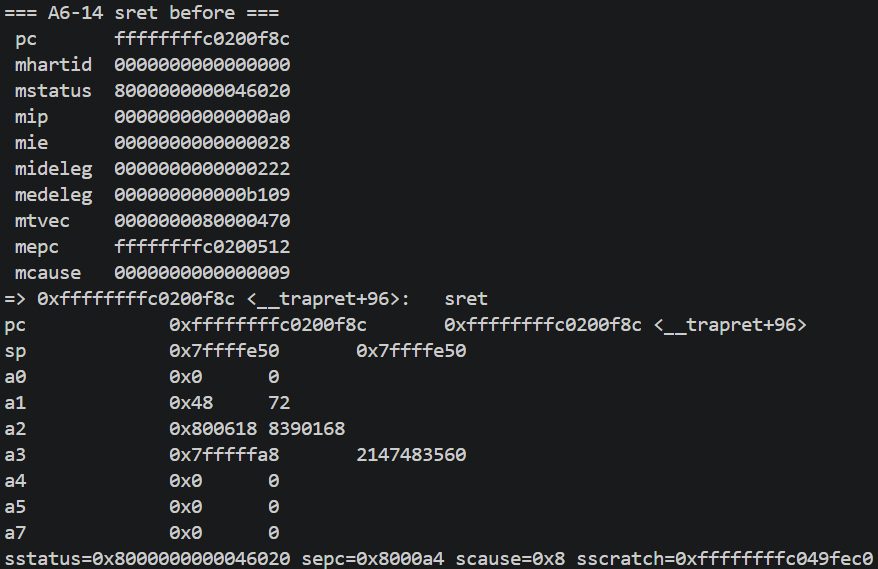 === A6-14 sret before ===
pc       ffffffffc0200f8c
mhartid  0000000000000000
mstatus  8000000000046020
mip      00000000000000a0
mie      0000000000000028
mideleg  0000000000000222
medeleg  000000000000b109
mtvec    0000000080000470
mepc     ffffffffc0200512
mcause   0000000000000009
=> 0xffffffffc0200f8c <__trapret+96>:   sret
pc             0xffffffffc0200f8c       0xffffffffc0200f8c <__trapret+96>
sp             0x7ffffe50       0x7ffffe50
a0             0x0      0
a1             0x48     72
a2             0x800618 8390168
a3             0x7fffffa8       2147483560
a4             0x0      0
a5             0x0      0
a7             0x0      0
sstatus=0x8000000000046020 sepc=0x8000a4 scause=0x8 sscratch=0xffffffffc049fec0